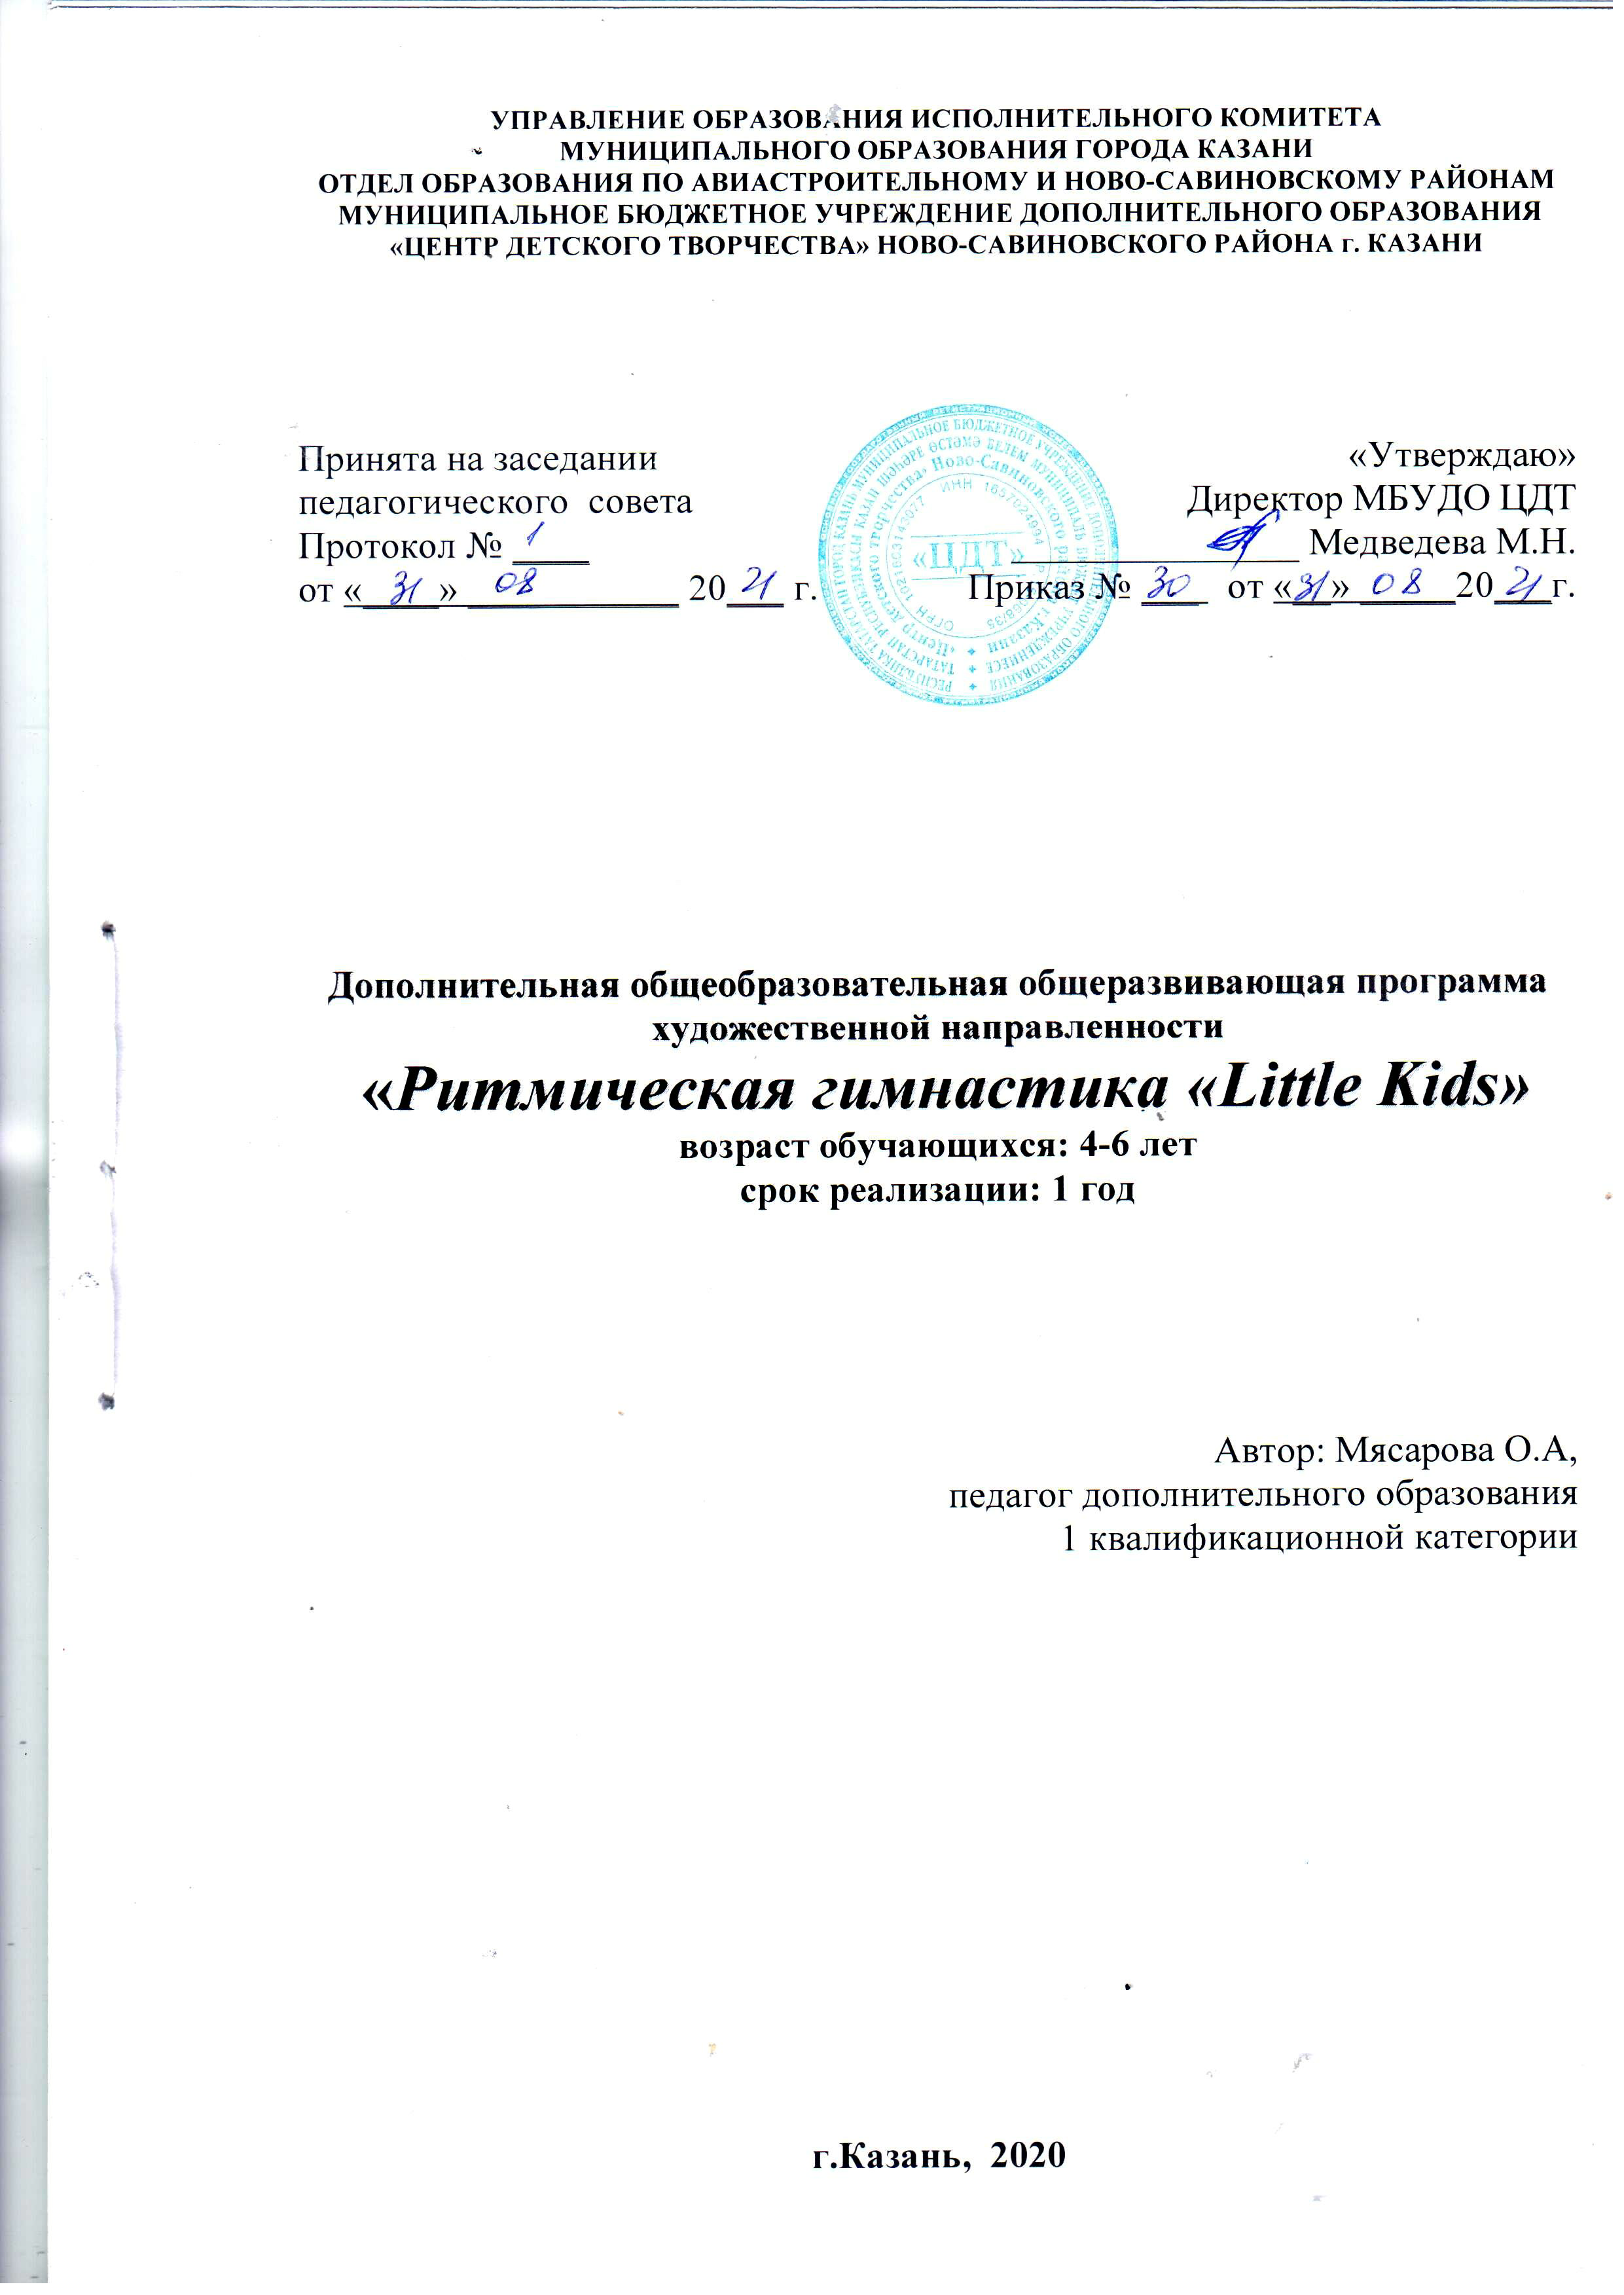 УПРАВЛЕНИЕ ОБРАЗОВАНИЯ ИСПОЛНИТЕЛЬНОГО КОМИТЕТА
МУНИЦИПАЛЬНОГО ОБРАЗОВАНИЯ ГОРОДА КАЗАНИ
ОТДЕЛ ОБРАЗОВАНИЯ ПО АВИАСТРОИТЕЛЬНОМУ И НОВО-САВИНОВСКОМУ РАЙОНАМ
МУНИЦИПАЛЬНОЕ БЮДЖЕТНОЕ УЧРЕЖДЕНИЕ ДОПОЛНИТЕЛЬНОГО ОБРАЗОВАНИЯ
«ЦЕНТР ДЕТСКОГО ТВОРЧЕСТВА» НОВО-САВИНОВСКОГО РАЙОНА г. КАЗАНИ
Принята на заседании
педагогического совета
Протокол № 1
от «31» 08 2021 г.
«ЦДТ»
«Утверждаю»
Директор МБУДО ЦДТ
Медведева М.Н.
Приказ № 30 от «31» 08 2021г.
Дополнительная общеобразовательная общеразвивающая программа
художественной направленности
«Ритмическая гимнастика «Little Kids»
возраст обучающихся: 4-6 лет
срок реализации: 1 год
Автор: Мясарова О.А,
педагог дополнительного образования
1 квалификационной категории
г.Казань, 2020